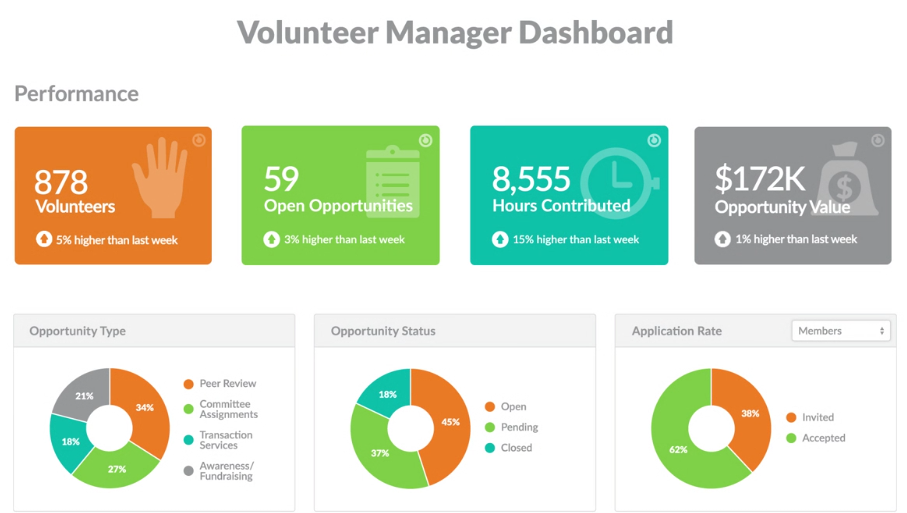 Volunteer Manager Dashboard
Performance
878
Volunteers
5% higher than last week
59
Open Opportunities
3% higher than last week
8,555
Hours Contributed
15% higher than last week
$
$172K
Opportunity Value
1% higher than last week
Opportunity Type
34%
27%
18%
21%
Peer Review
Committee
Assignments
Transaction
Services
Awareness/
Fundraising
Opportunity Status
45%
37%
18%
Open
Pending
Closed
Application Rate
Members
38%
62%
Invited
Accepted